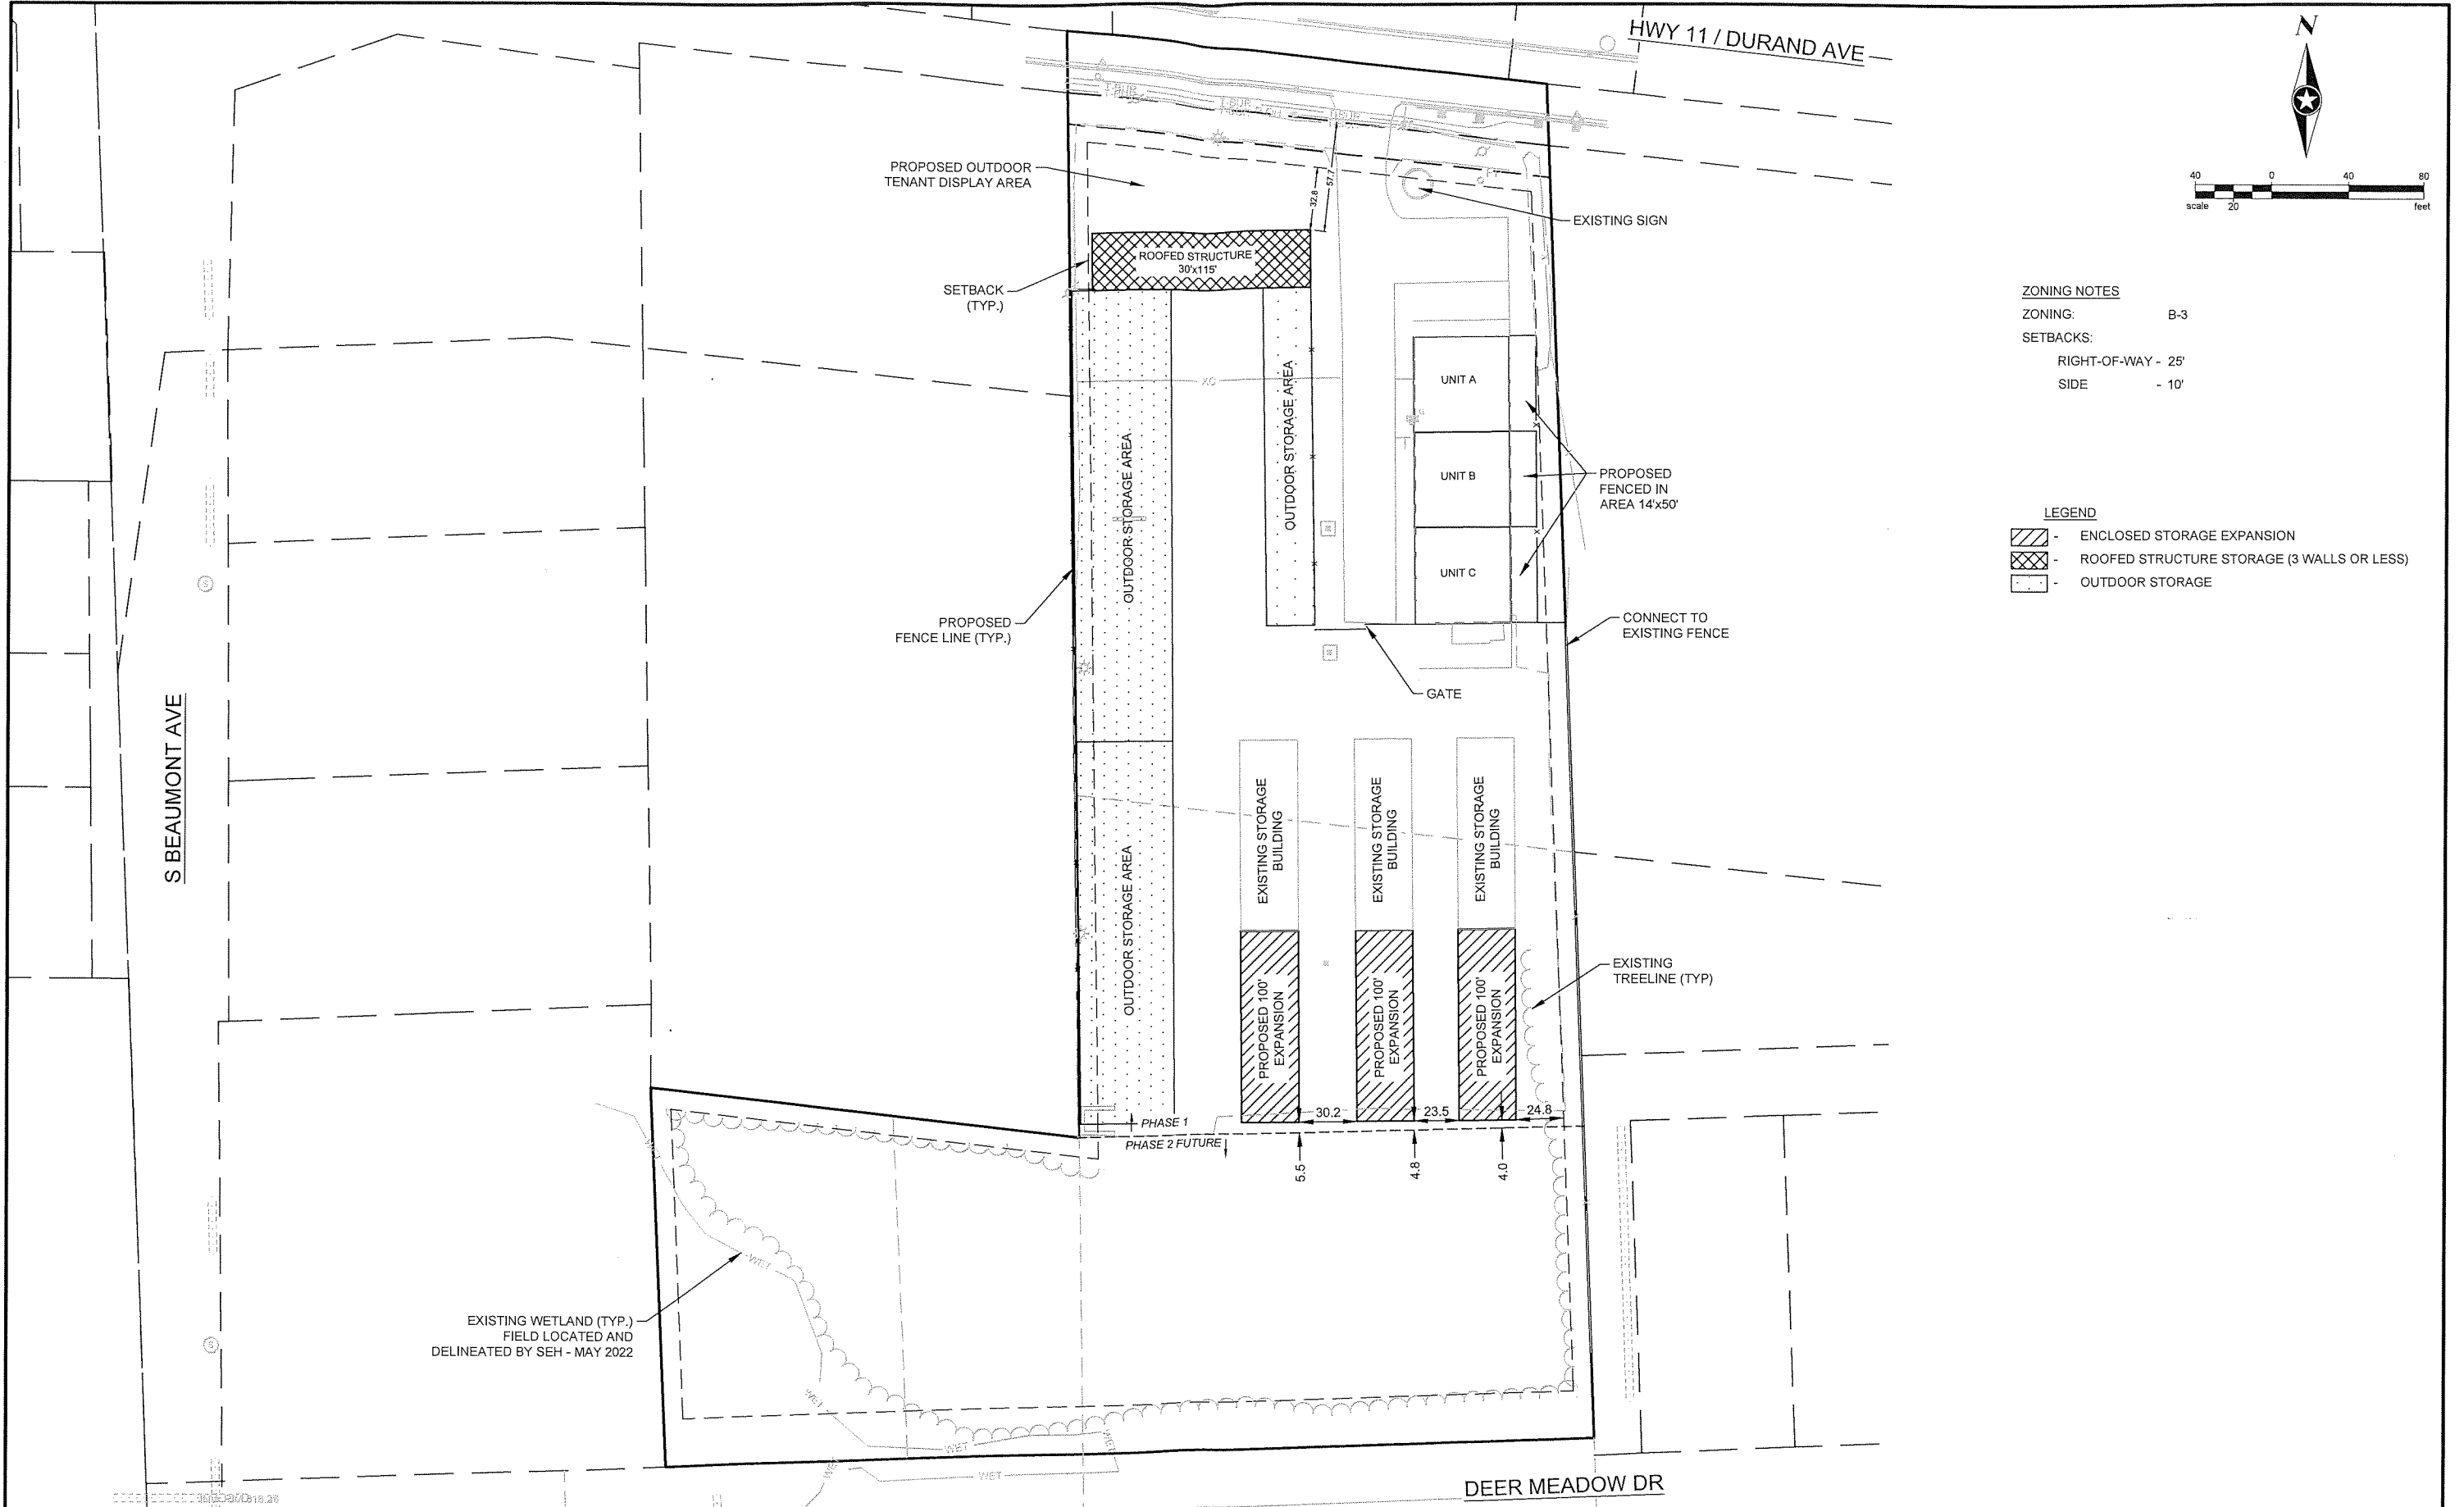 HWY 11 / DURAND AVE
N
40
0
40
80
scale
20
feet
PROPOSED OUTDOOR
TENANT DISPLAY AREA
32.8
57.7
EXISTING SIGN
ROOFED STRUCTURE
30'x115'
SETBACK
(TYP.)
ZONING NOTES
ZONING: B-3
SETBACKS:
RIGHT-OF-WAY - 25'
SIDE - 10'
XC
UNIT A
OUTDOOR STORAGE AREA
OUTDOOR STORAGE AREA
UNIT B
PROPOSED
FENCED IN
AREA 14'x50'
LEGEND
- ENCLOSED STORAGE EXPANSION
- ROOFED STRUCTURE STORAGE (3 WALLS OR LESS)
- OUTDOOR STORAGE
UNIT C
PROPOSED
FENCE LINE (TYP.)
CONNECT TO
EXISTING FENCE
GATE
S BEAUMONT AVE
EXISTING STORAGE
BUILDING
EXISTING STORAGE
BUILDING
EXISTING STORAGE
BUILDING
OUTDOOR STORAGE AREA
PROPOSED 100'
EXPANSION
PROPOSED 100'
EXPANSION
PROPOSED 100'
EXPANSION
EXISTING
TREELINE (TYP)
30.2
23.5
24.8
PHASE 1
PHASE 2 FUTURE
5.5
4.8
4.0
WET
EXISTING WETLAND (TYP.)
FIELD LOCATED AND
DELINEATED BY SEH - MAY 2022
S
S
WET
WET
WET
WET
WET
DEER MEADOW DR